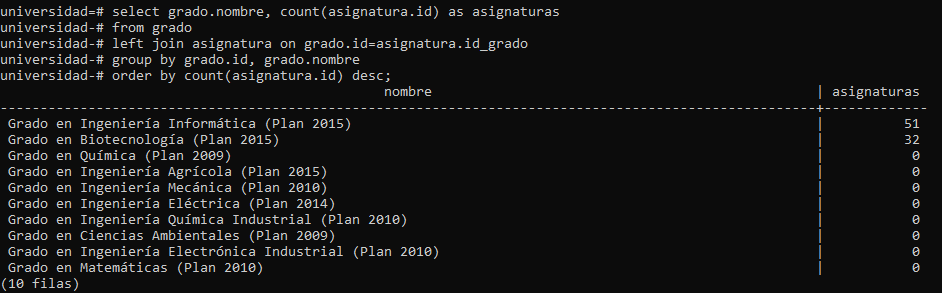 universidad=# select grado.nombre, count(asignatura.id) as asignaturas
universidad-# from grado
universidad-# left join asignatura on grado.id=asignatura.id_grado
universidad-# group by grado.id, grado.nombre
universidad-# order by count(asignatura.id) desc;
nombre | asignaturas
------------------------------------------------------------------------------------------------------+-------------
Grado en Ingeniería Informática (Plan 2015) | 51
Grado en Biotecnología (Plan 2015) | 32
Grado en Química (Plan 2009) | 0
Grado en Ingeniería Agrícola (Plan 2015) | 0
Grado en Ingeniería Mecánica (Plan 2010) | 0
Grado en Ingeniería Eléctrica (Plan 2014) | 0
Grado en Ingeniería Química Industrial (Plan 2010) | 0
Grado en Ciencias Ambientales (Plan 2009) | 0
Grado en Ingeniería Electrónica Industrial (Plan 2010) | 0
Grado en Matemáticas (Plan 2010) | 0
(10 filas)